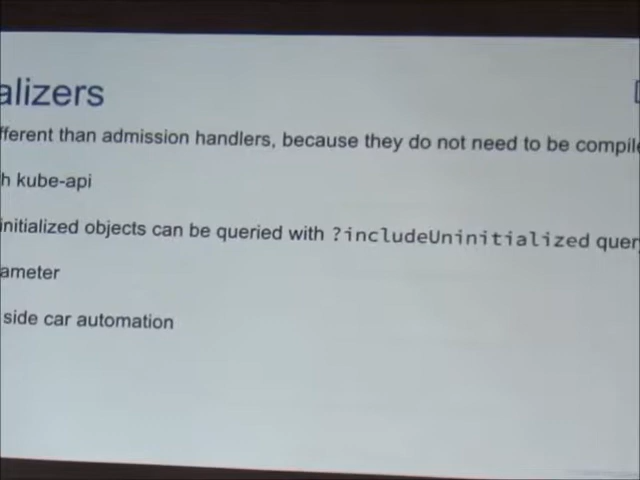 alizers
fferent than admission handlers, because they do not need to be compile
h kube-api
initialized objects can be queried with ?includeUninitialized query
ameter
side car automation